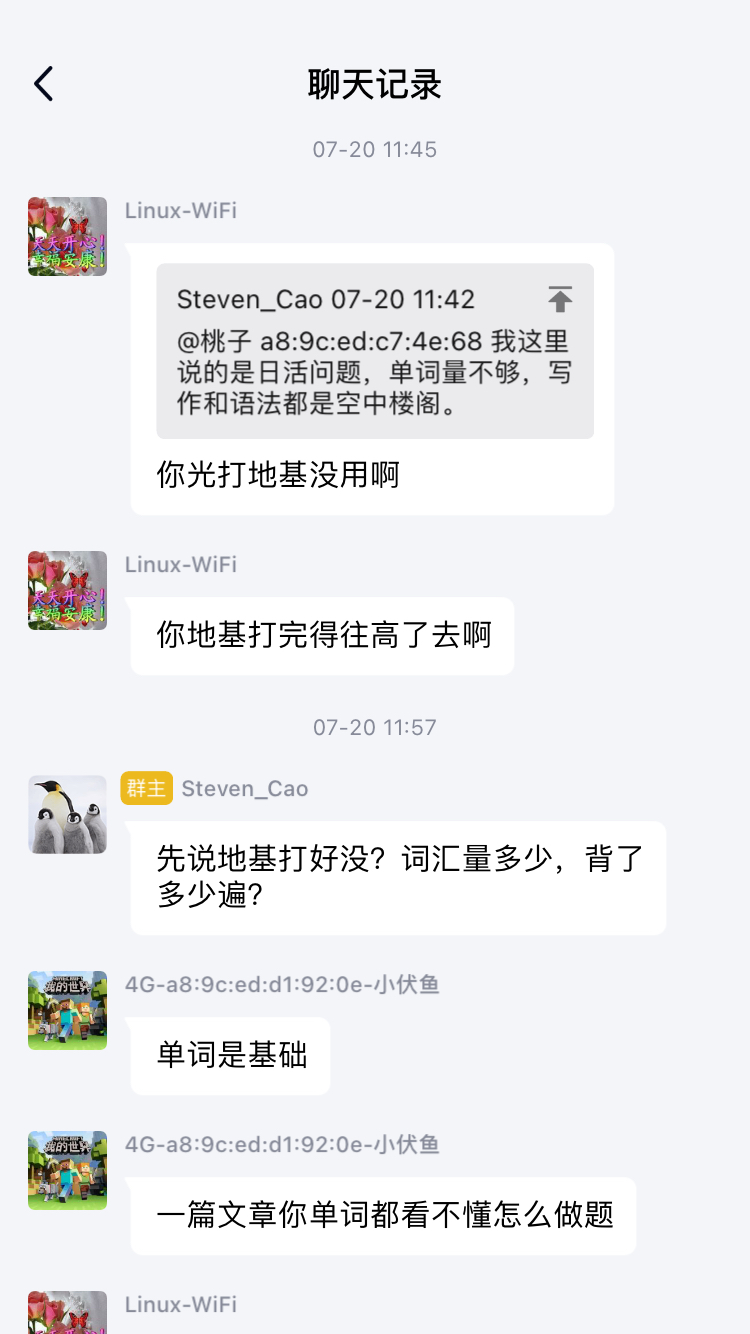 聊天记录
07-20 11:45
Linux-WiFi
天天开心!
幸福安康!
Steven_Cao 07-20 11:42
@桃子 a8:9c:ed:c7:4e:68 我这里
说的是日活问题，单词量不够，写
作和语法都是空中楼阁。
你光打地基没用啊
Linux-WiFi
天天开心!
幸福安康!
你地基打完得往高了去啊
07-20 11:57
群主 Steven_Cao
先说地基打好没？词汇量多少，背了
多少遍？
4G-a8:9c:ed:d1:92:0e-小伏鱼
我的世界
单词是基础
4G-a8:9c:ed:d1:92:0e-小伏鱼
我的世界
一篇文章你单词都看不懂怎么做题
Linux-WiFi